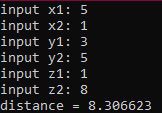 input x1: 5
input x2: 1
input y1: 3
input y2: 5
input z1: 1
input z2: 8
distance = 8.306623